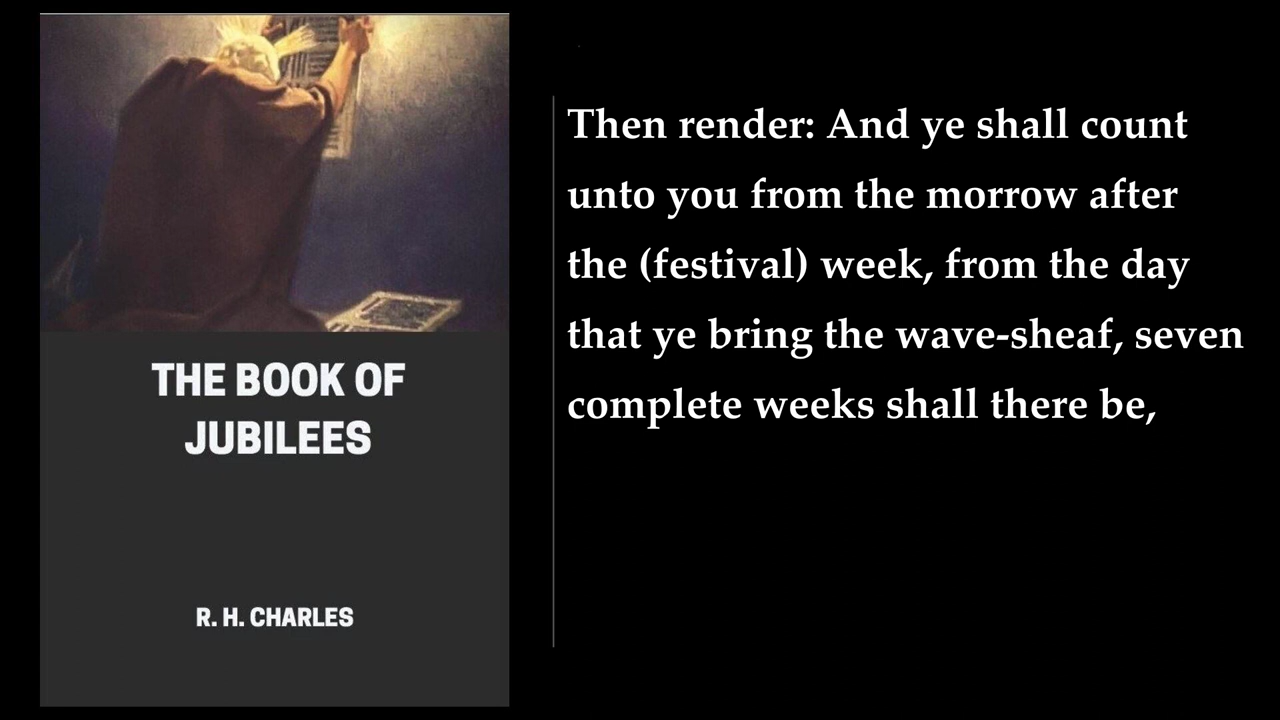 THE BOOK OF
JUBILEES
R. H. CHARLES
Then render: And ye shall count
unto you from the morrow after
the (festival) week, from the day
that ye bring the wave-sheaf, seven
complete weeks shall there be,